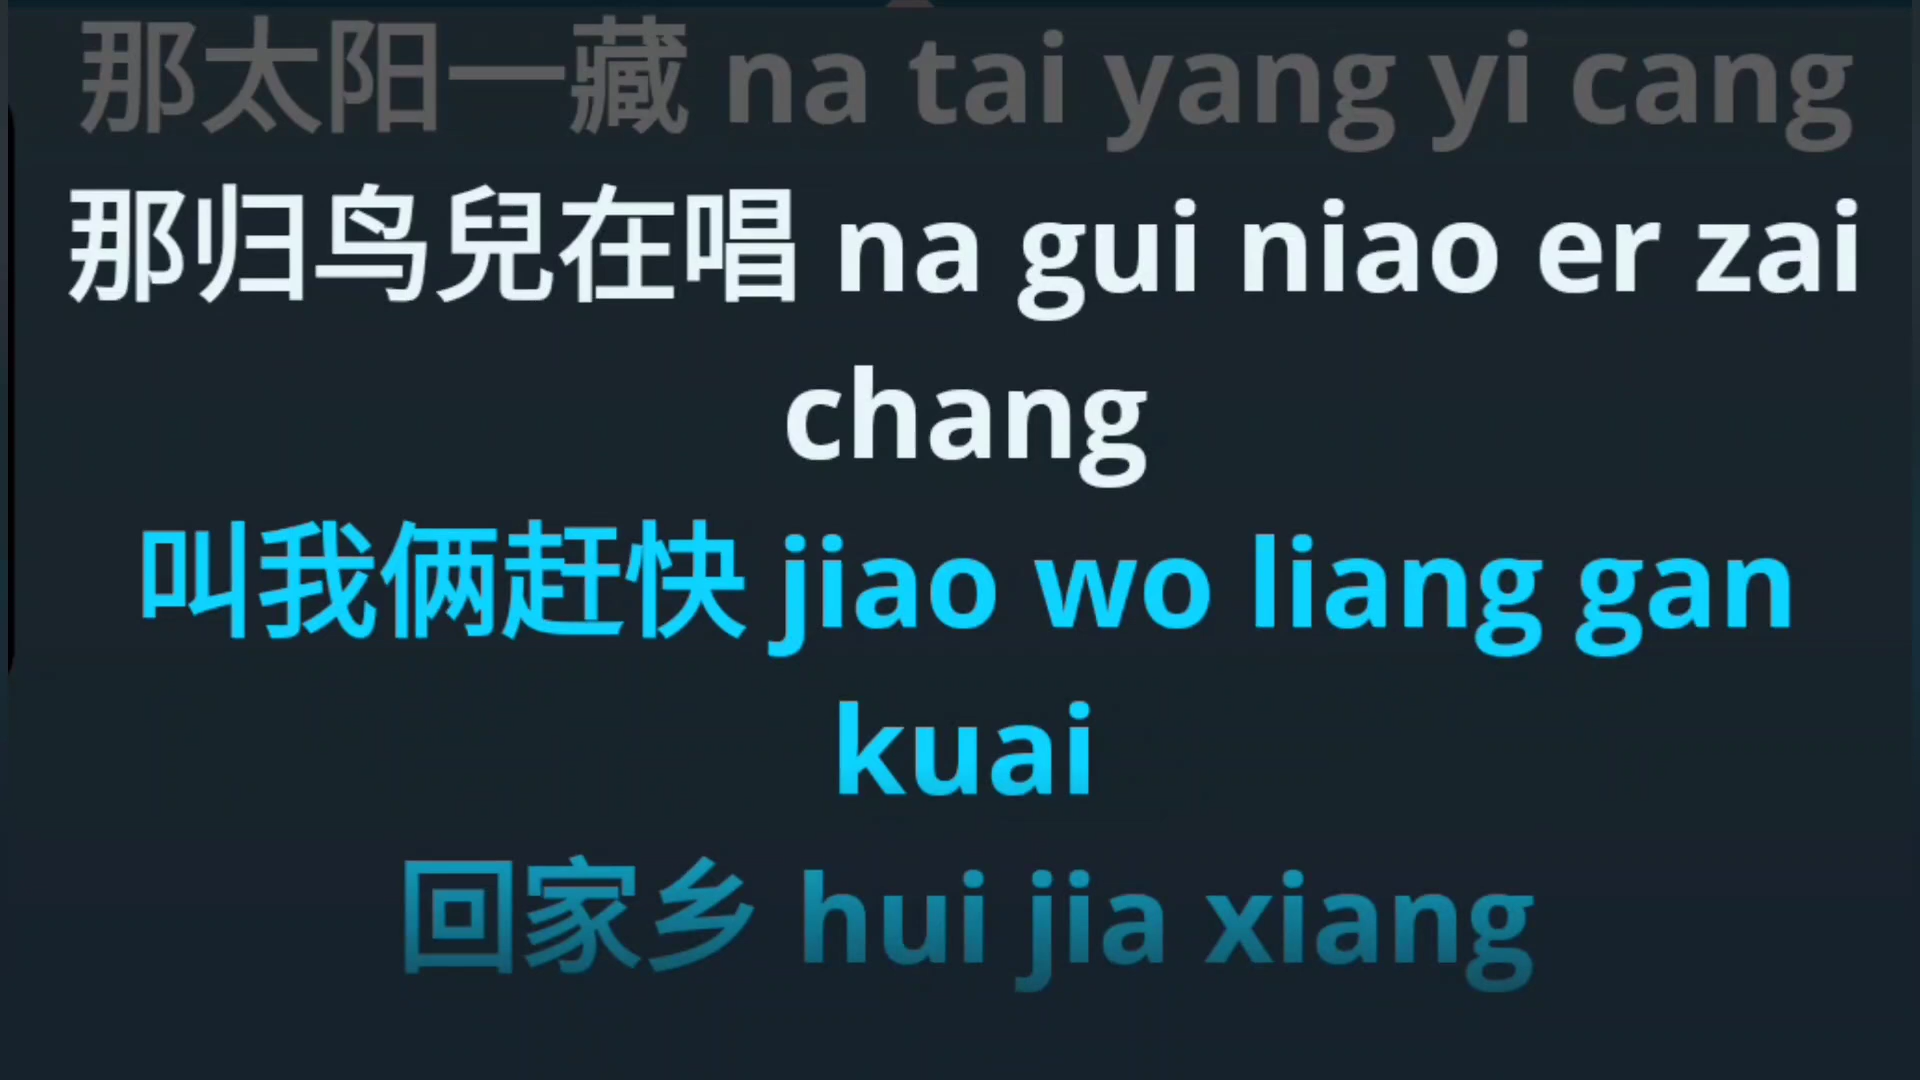 那太阳一藏 na tai yang yi cang
那归鸟兒在唱 na gui niao er zai
chang
叫我俩赶快 jiao wo liang gan
kuai
回家乡 hui jia xiang